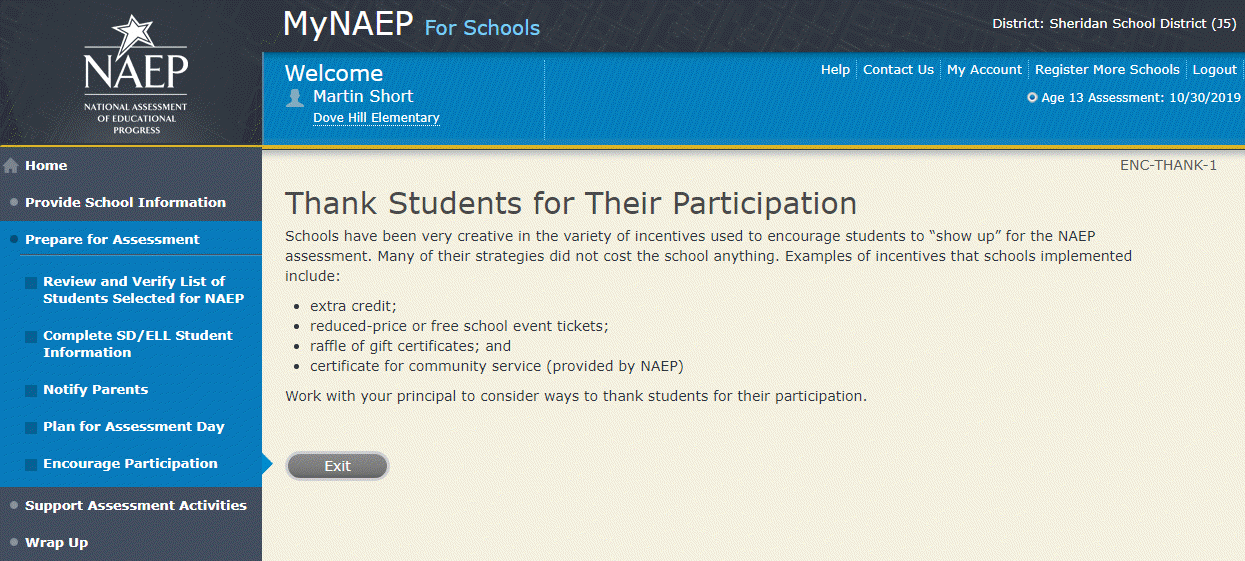 NAEP
NATIONAL ASSESSMENT
OF EDUCATIONAL
PROGRESS
MyNAEP For Schools
District: Sheridan School District (J5)
Welcome
Martin Short
Dove Hill Elementary
Help Contact Us My Account Register More Schools Logout
Age 13 Assessment: 10/30/2019
Home
Provide School Information
Prepare for Assessment
Review and Verify List of
Students Selected for NAEP
Complete SD/ELL Student
Information
Notify Parents
Plan for Assessment Day
Encourage Participation
Support Assessment Activities
Wrap Up
ENC-THANK-1
Thank Students for Their Participation
Schools have been very creative in the variety of incentives used to encourage students to “show up” for the NAEP
assessment. Many of their strategies did not cost the school anything. Examples of incentives that schools implemented
include:
• extra credit;
• reduced-price or free school event tickets;
• raffle of gift certificates; and
• certificate for community service (provided by NAEP)
Work with your principal to consider ways to thank students for their participation.
Exit